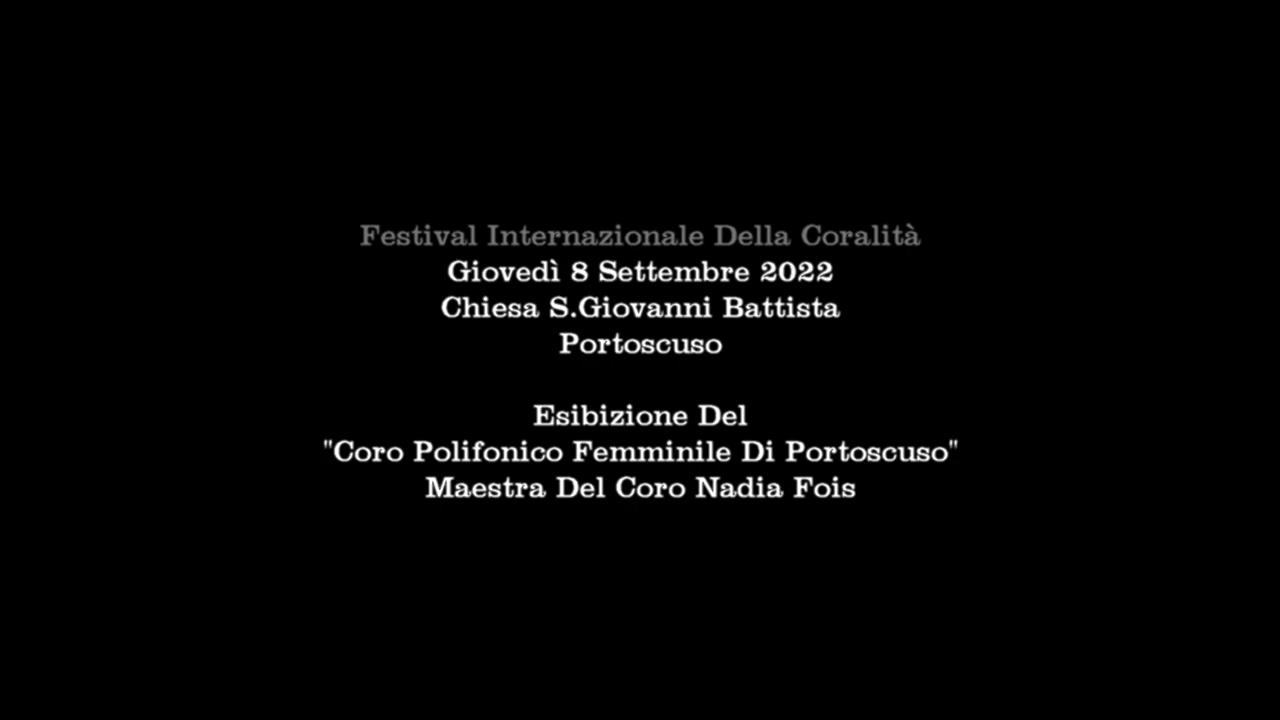 Festival Internazionale Della Coralità
Giovedì 8 Settembre 2022
Chiesa S.Giovanni Battista
Portoscuso
Esibizione Del
"Coro Polifonico Femminile Di Portoscuso"
Maestra Del Coro Nadia Fois